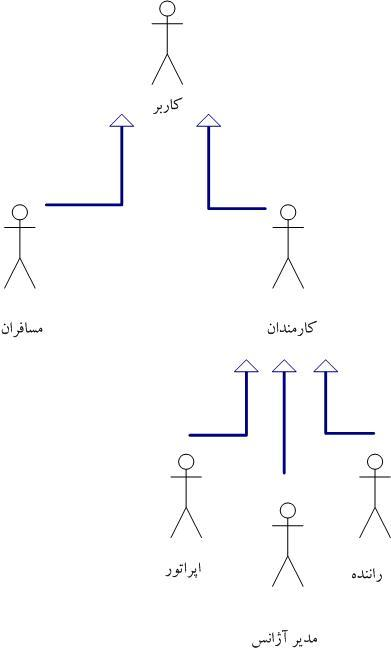 کاربر
کارمندان
مسافران
راننده
اپراتور
مدیر آژانس